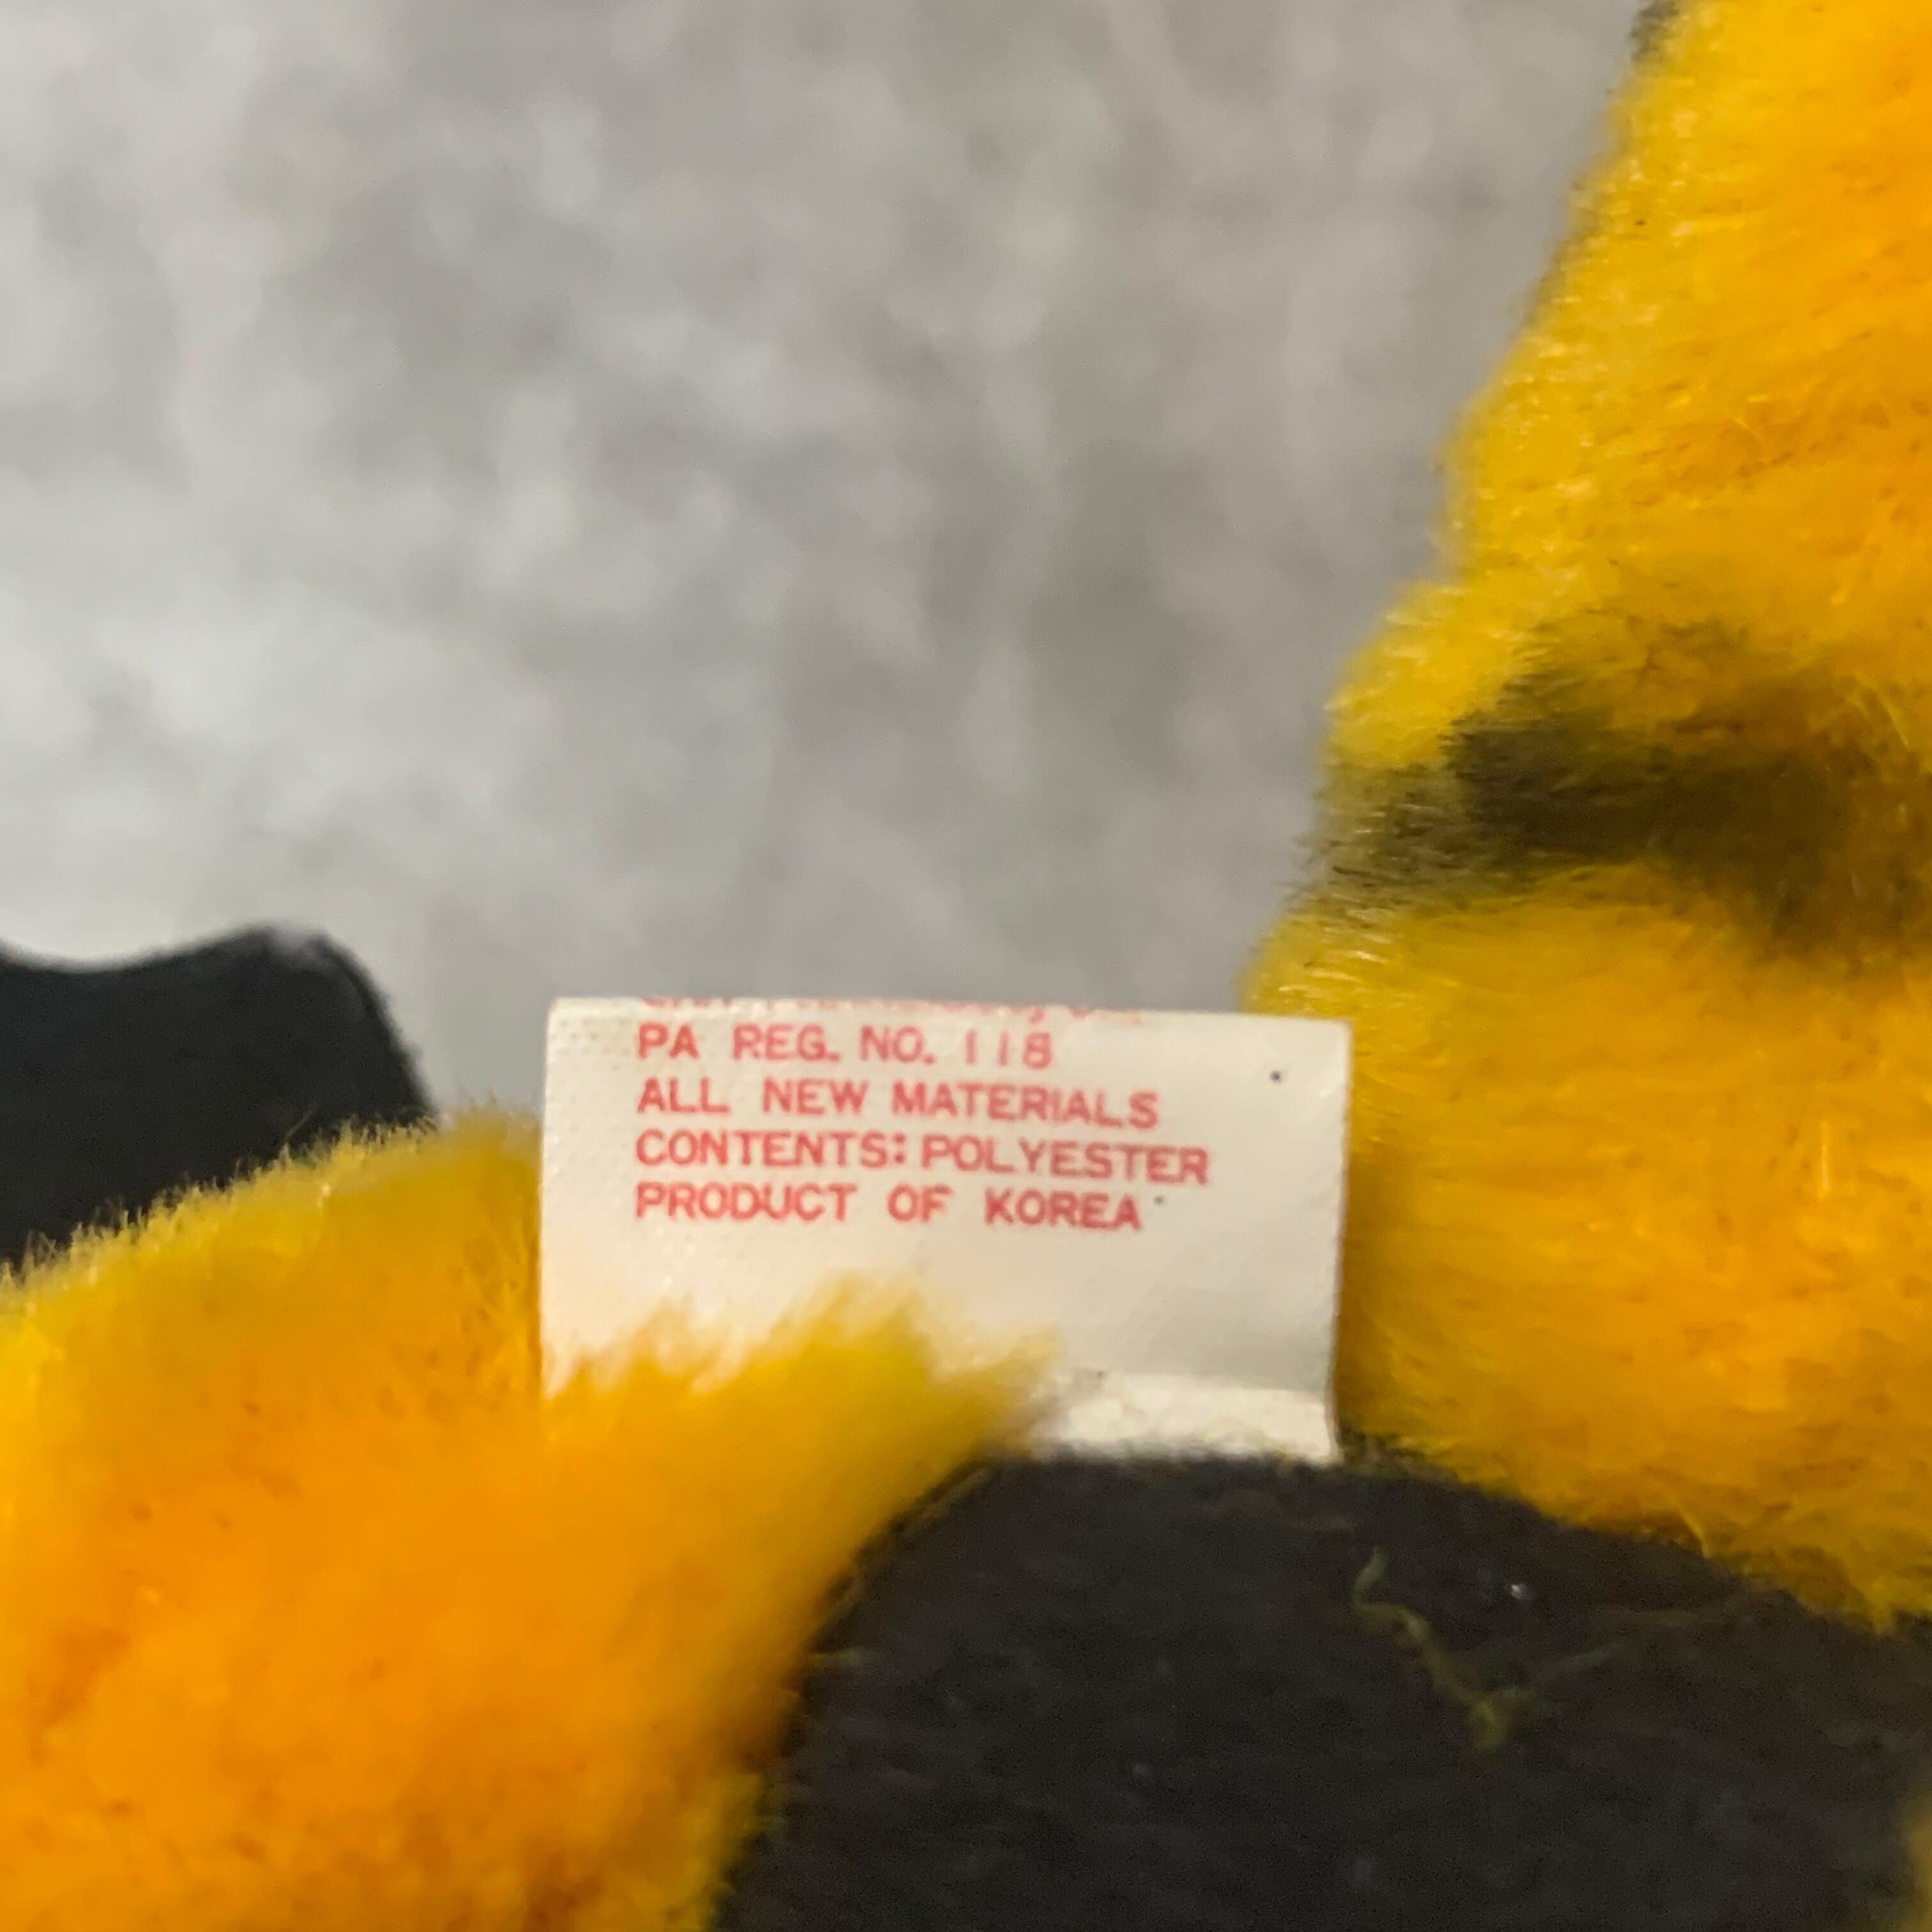 PA REG. NO. 118
ALL NEW MATERIALS
CONTENTS: POLYESTER
PRODUCT OF KOREA